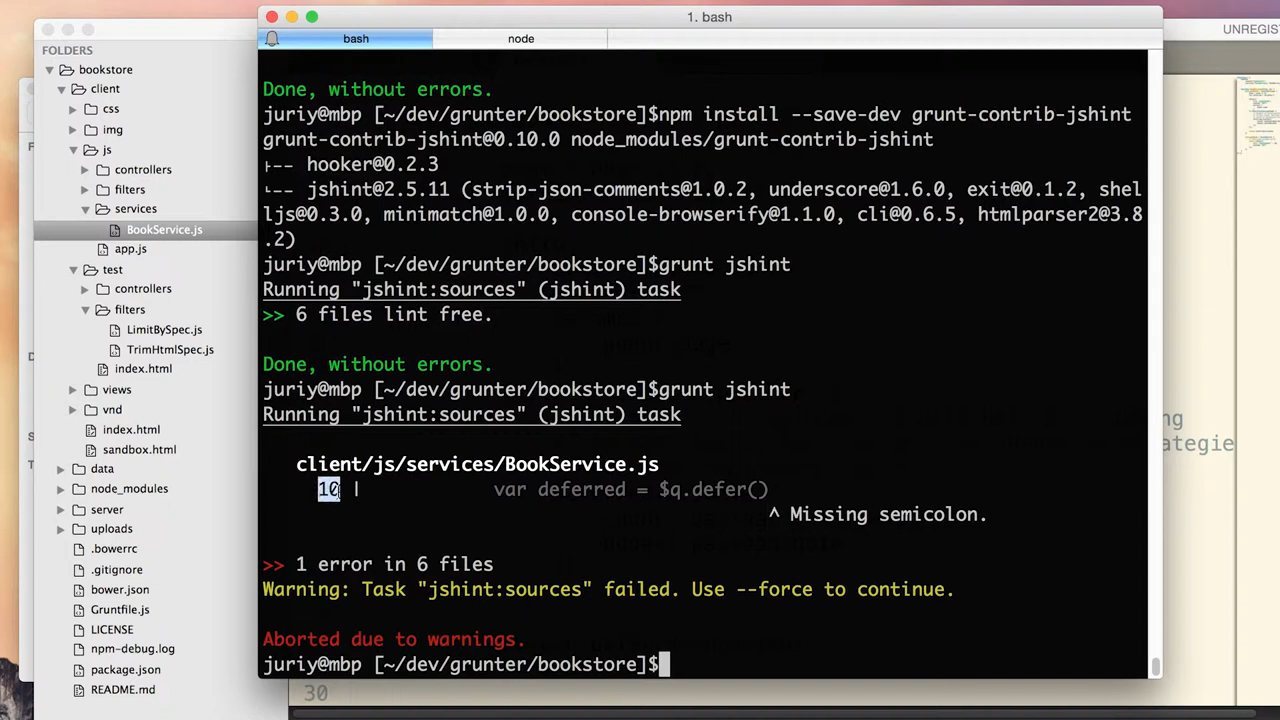 1. bash
bash
node
UNREGIS
FOLDERS
bookstore
client
css
img
js
controllers
filters
services
BookService.js
app.js
test
controllers
filters
LimitBySpec.js
TrimHtmlSpec.js
index.html
views
vnd
index.html
sandbox.html
data
node_modules
server
uploads
.bowerrc
.gitignore
bower.json
Gruntfile.js
LICENSE
npm-debug.log
package.json
README.md
Done, without errors.
juriy@mbp [~/dev/grunter/bookstore]$npm install --save-dev grunt-contrib-jshint
grunt-contrib-jshint@0.10.0 node_modules/grunt-contrib-jshint
├── hooker@0.2.3
└── jshint@2.5.11 (strip-json-comments@1.0.2, underscore@1.6.0, exit@0.1.2, shel
ljs@0.3.0, minimatch@1.0.0, console-browserify@1.1.0, cli@0.6.5, htmlparser2@3.8
.2)
juriy@mbp [~/dev/grunter/bookstore]$grunt jshint
Running "jshint:sources" (jshint) task
>> 6 files lint free.
Done, without errors.
juriy@mbp [~/dev/grunter/bookstore]$grunt jshint
Running "jshint:sources" (jshint) task
client/js/services/BookService.js
10 | var deferred = $q.defer()
^ Missing semicolon.
>> 1 error in 6 files
Warning: Task "jshint:sources" failed. Use --force to continue.
Aborted due to warnings.
juriy@mbp [~/dev/grunter/bookstore]$
30